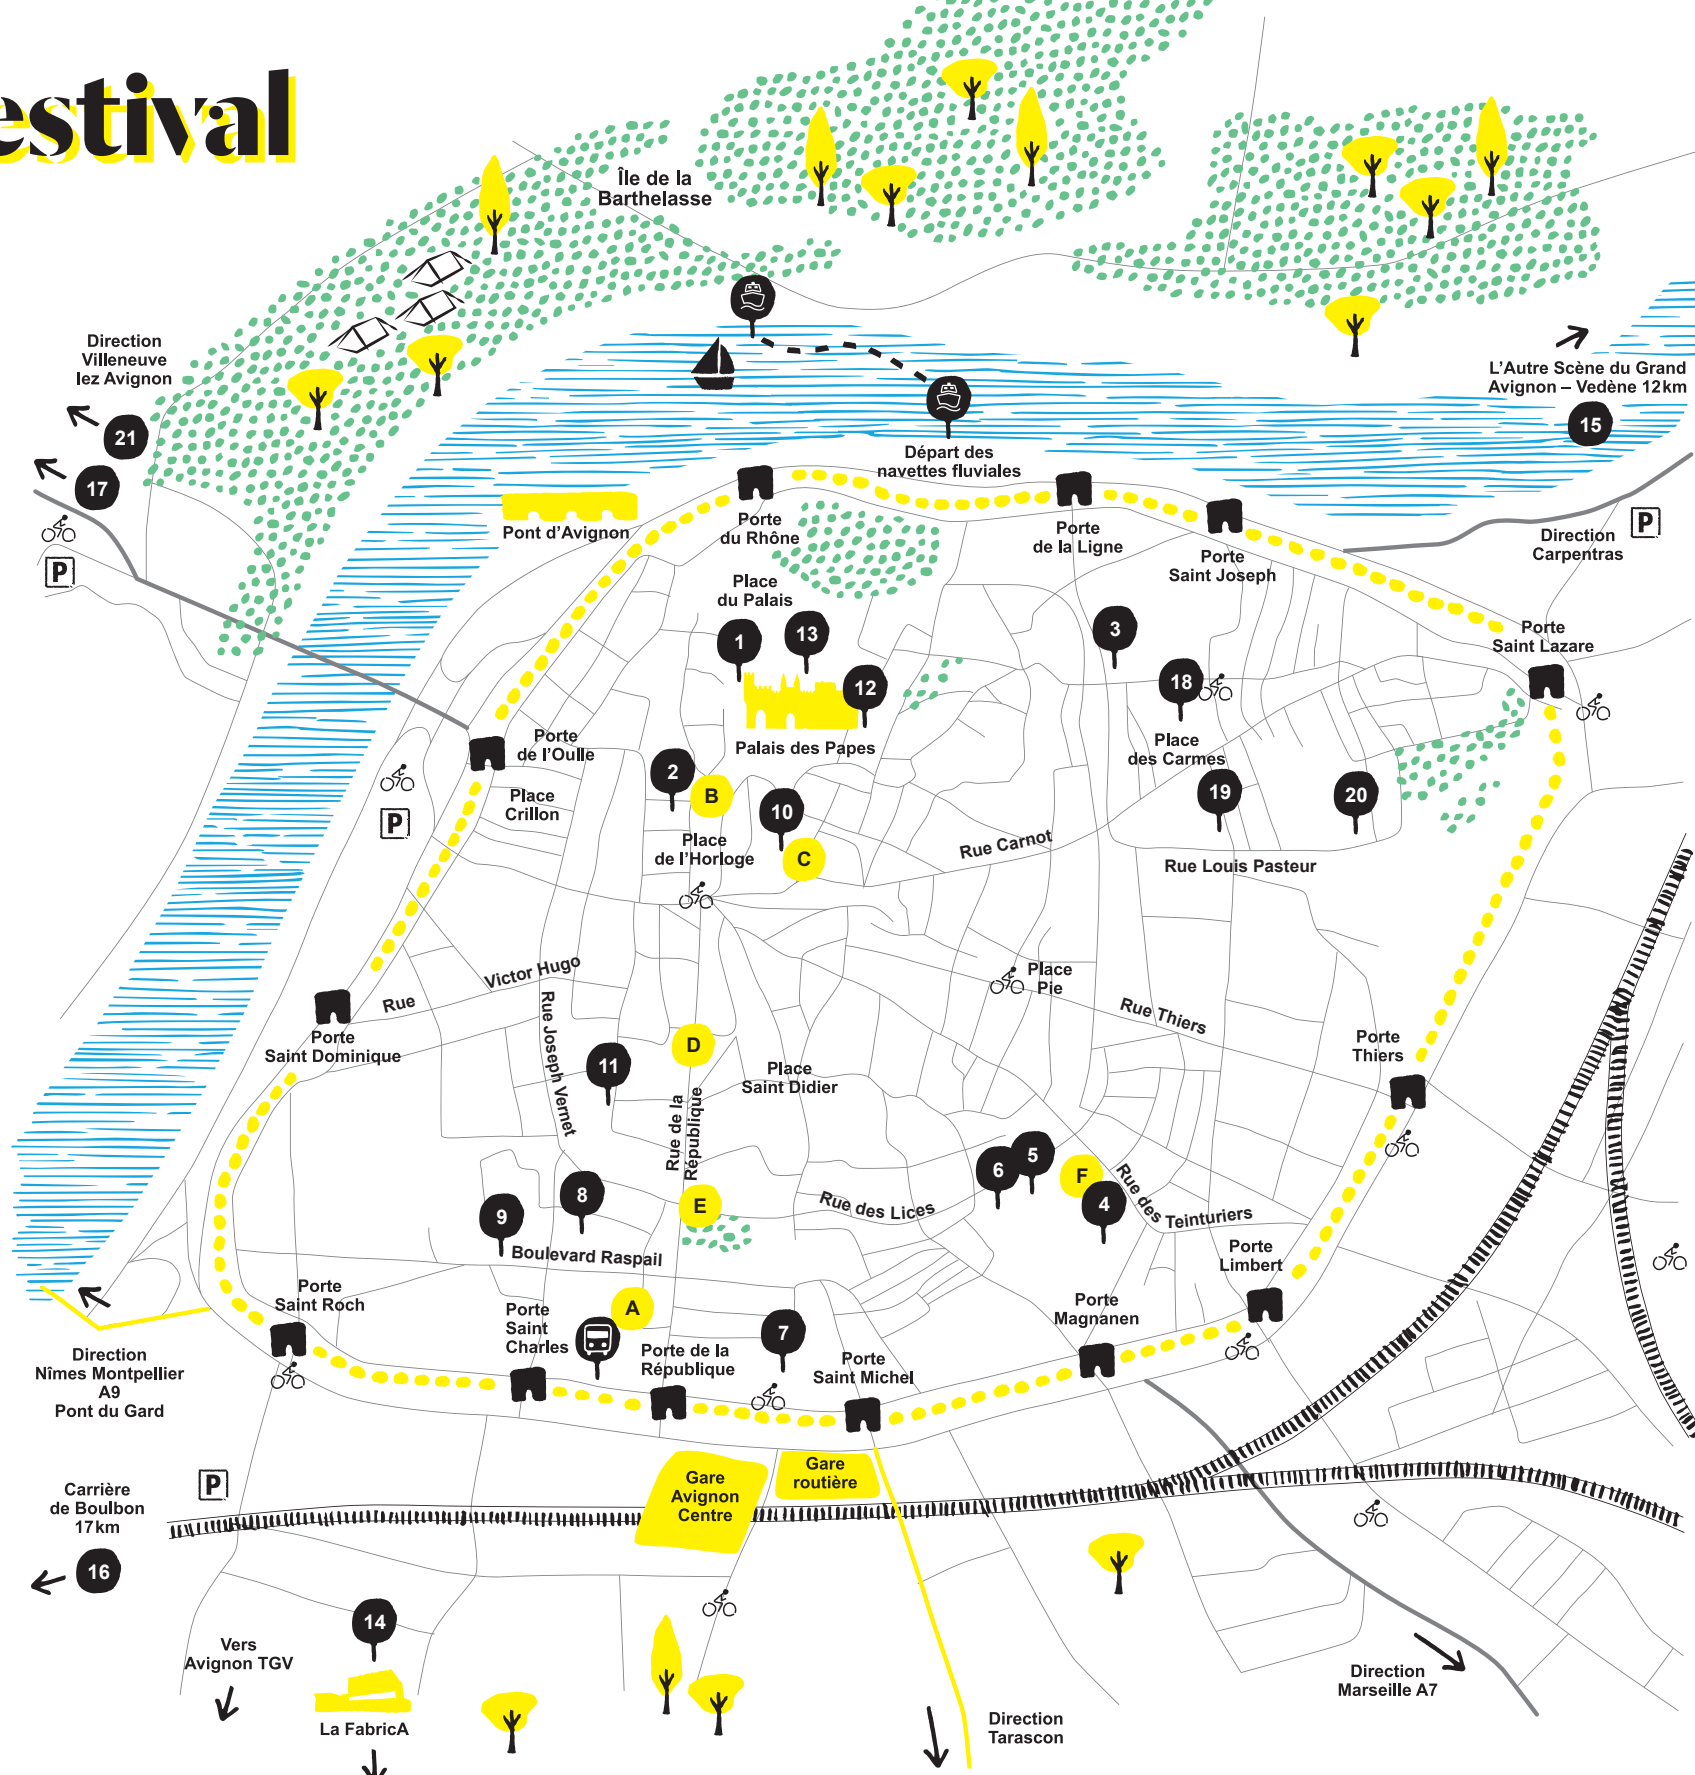 estival
Île de la
Barthelasse
Direction
Villeneuve
lez Avignon
21
17
P
L'Autre Scène du Grand
Avignon – Vedène 12km
15
Départ des
navettes fluviales
Pont d'Avignon
Porte
du Rhône
Porte
de la Ligne
Porte
Saint Joseph
Direction
Carpentras
P
Place
du Palais
1
13
12
Palais des Papes
3
18
Porte
Saint Lazare
Porte
de l'Oulle
Place
Crillon
P
2
B
10
C
Place
de l'Horloge
Place
des Carmes
19
20
Rue Carnot
Rue Louis Pasteur
Rue
Victor Hugo
Porte
Saint Dominique
Rue Joseph Vernet
11
D
Place
Saint Didier
Rue de la
République
Place
Pie
Rue Thiers
Porte
Thiers
6
5
F
4
Rue des
Teinturiers
Rue des Lices
8
9
E
Boulevard Raspail
Porte
Limbert
Porte
Magnanen
Porte
Saint Roch
Porte
Saint
Charles
A
Porte de la
République
7
Porte
Saint Michel
Direction
Nîmes Montpellier
A9
Pont du Gard
P
Gare
Avignon
Centre
Gare
routière
Carrière
de Boulbon
17km
16
14
Vers
Avignon TGV
La FabricA
Direction
Tarascon
Direction
Marseille A7